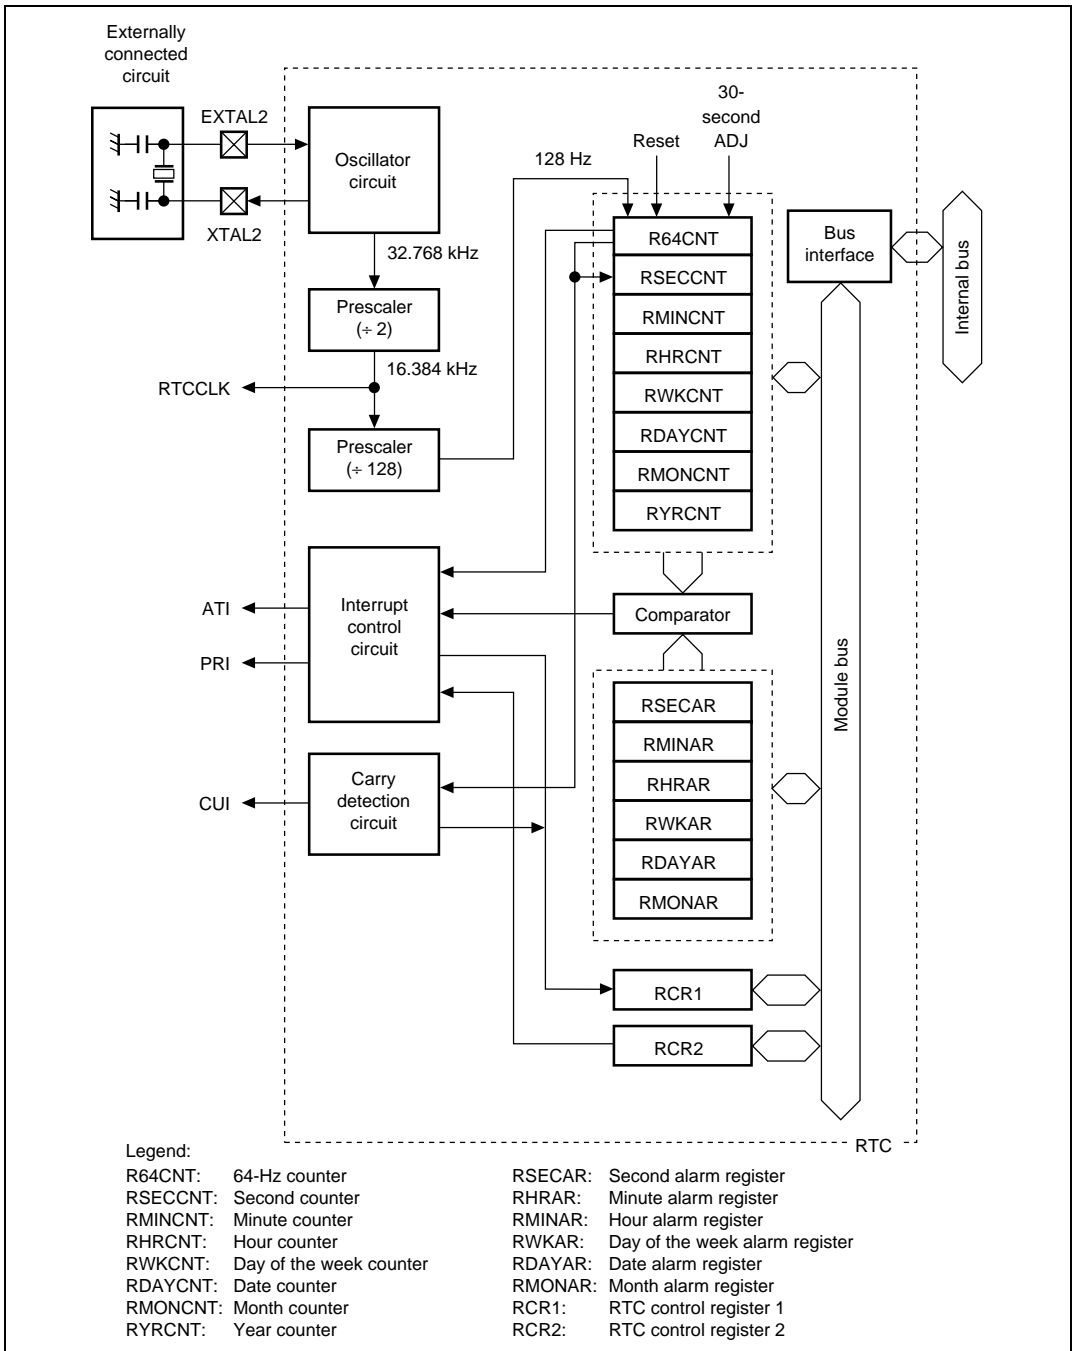 Externally
connected
circuit
EXTAL2
XTAL2
Oscillator
circuit
32.768 kHz
Prescaler
(÷ 2)
16.384 kHz
RTCCLK
Prescaler
(÷ 128)
128 Hz
Reset
30-
second
ADJ
R64CNT
RSECCNT
RMINCNT
RHRCNT
RWKCNT
RDAYCNT
RMONCNT
RYRCNT
Bus
interface
Internal bus
Module bus
ATI
PRI
Interrupt
control
circuit
Comparator
CUI
Carry
detection
circuit
RSECAR
RMINAR
RHRAR
RWKAR
RDAYAR
RMONAR
RCR1
RCR2
RTC
Legend:
R64CNT: 64-Hz counter
RSECCNT: Second counter
RMINCNT: Minute counter
RHRCNT: Hour counter
RWKCNT: Day of the week counter
RDAYCNT: Date counter
RMONCNT: Month counter
RYRCNT: Year counter
RSECAR: Second alarm register
RHRAR: Minute alarm register
RMINAR: Hour alarm register
RWKAR: Day of the week alarm register
RDAYAR: Date alarm register
RMONAR: Month alarm register
RCR1: RTC control register 1
RCR2: RTC control register 2